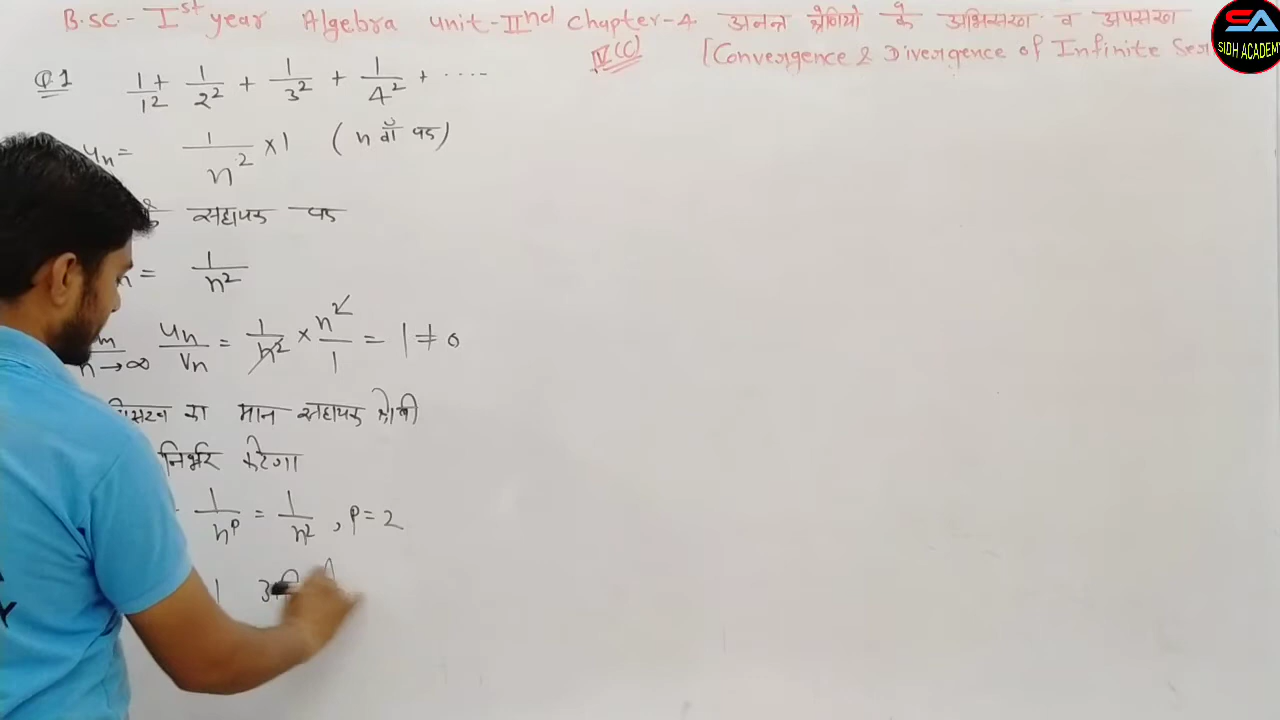 B.SC.- Ist year Algebra Unit-IInd Chapter-4 अनन्त श्रेणियों के अभिसरण व अपसरण
IV(C) [Convergence & Divergence of Infinite Ser
SA
SIDH ACADEMY
Q.1 1/1² + 1/2² + 1/3² + 1/4² + ....
un = 1/n² × 1 (n वाँ पद)
सहायक पद
n = 1/n²
m n→∞ un/vn = 1/n² × n²/1 = 1 ≠ 0
का मान सहायक श्रेणी
निर्भर करेगा
1/n^p = 1/n², p = 2
1
Y